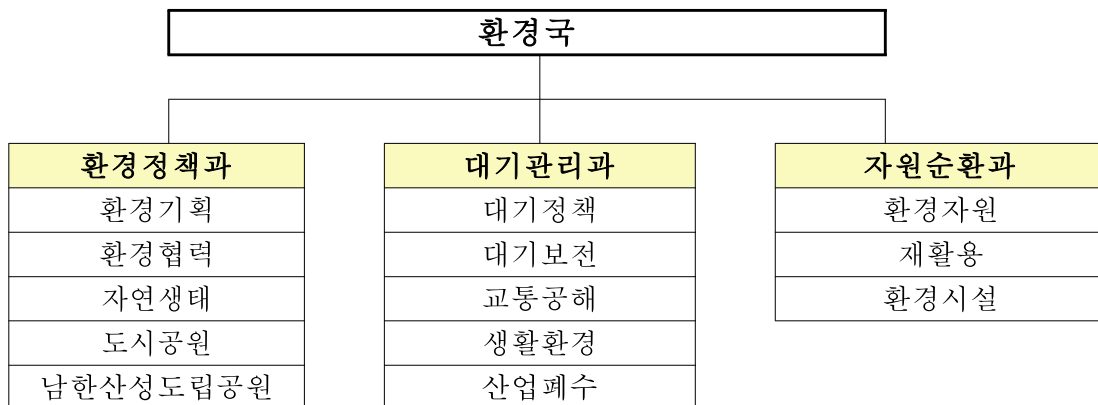 환경국
환경정책과
환경기획
환경협력
자연생태
도시공원
남한산성도립공원
대기관리과
대기정책
대기보전
교통공해
생활환경
산업폐수
자원순환과
환경자원
재활용
환경시설